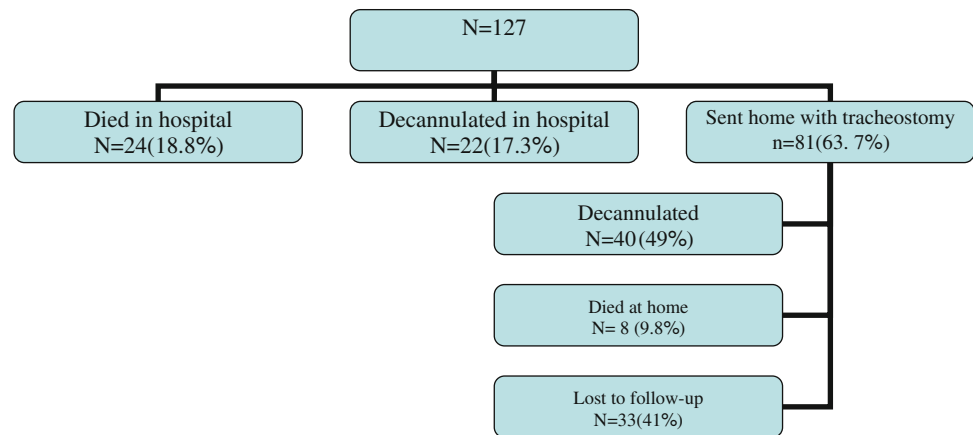 N=127
Died in hospital
N=24(18.8%)
Decannulated in hospital
N=22(17.3%)
Sent home with tracheostomy
n=81(63. 7%)
Decannulated
N=40(49%)
Died at home
N= 8 (9.8%)
Lost to follow-up
N=33(41%)